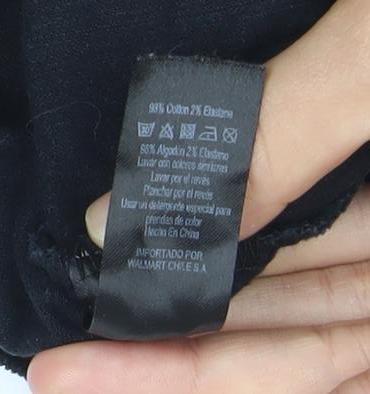 98% Cotton 2% Elastane
98% Algodón 2% Elastano
Lavar con colores similares
Lavar por el revés
Planchar por el revés
Usar un detergente especial para
prendas de color
Hecho En China
IMPORTADO POR
WALMART CHILE S.A